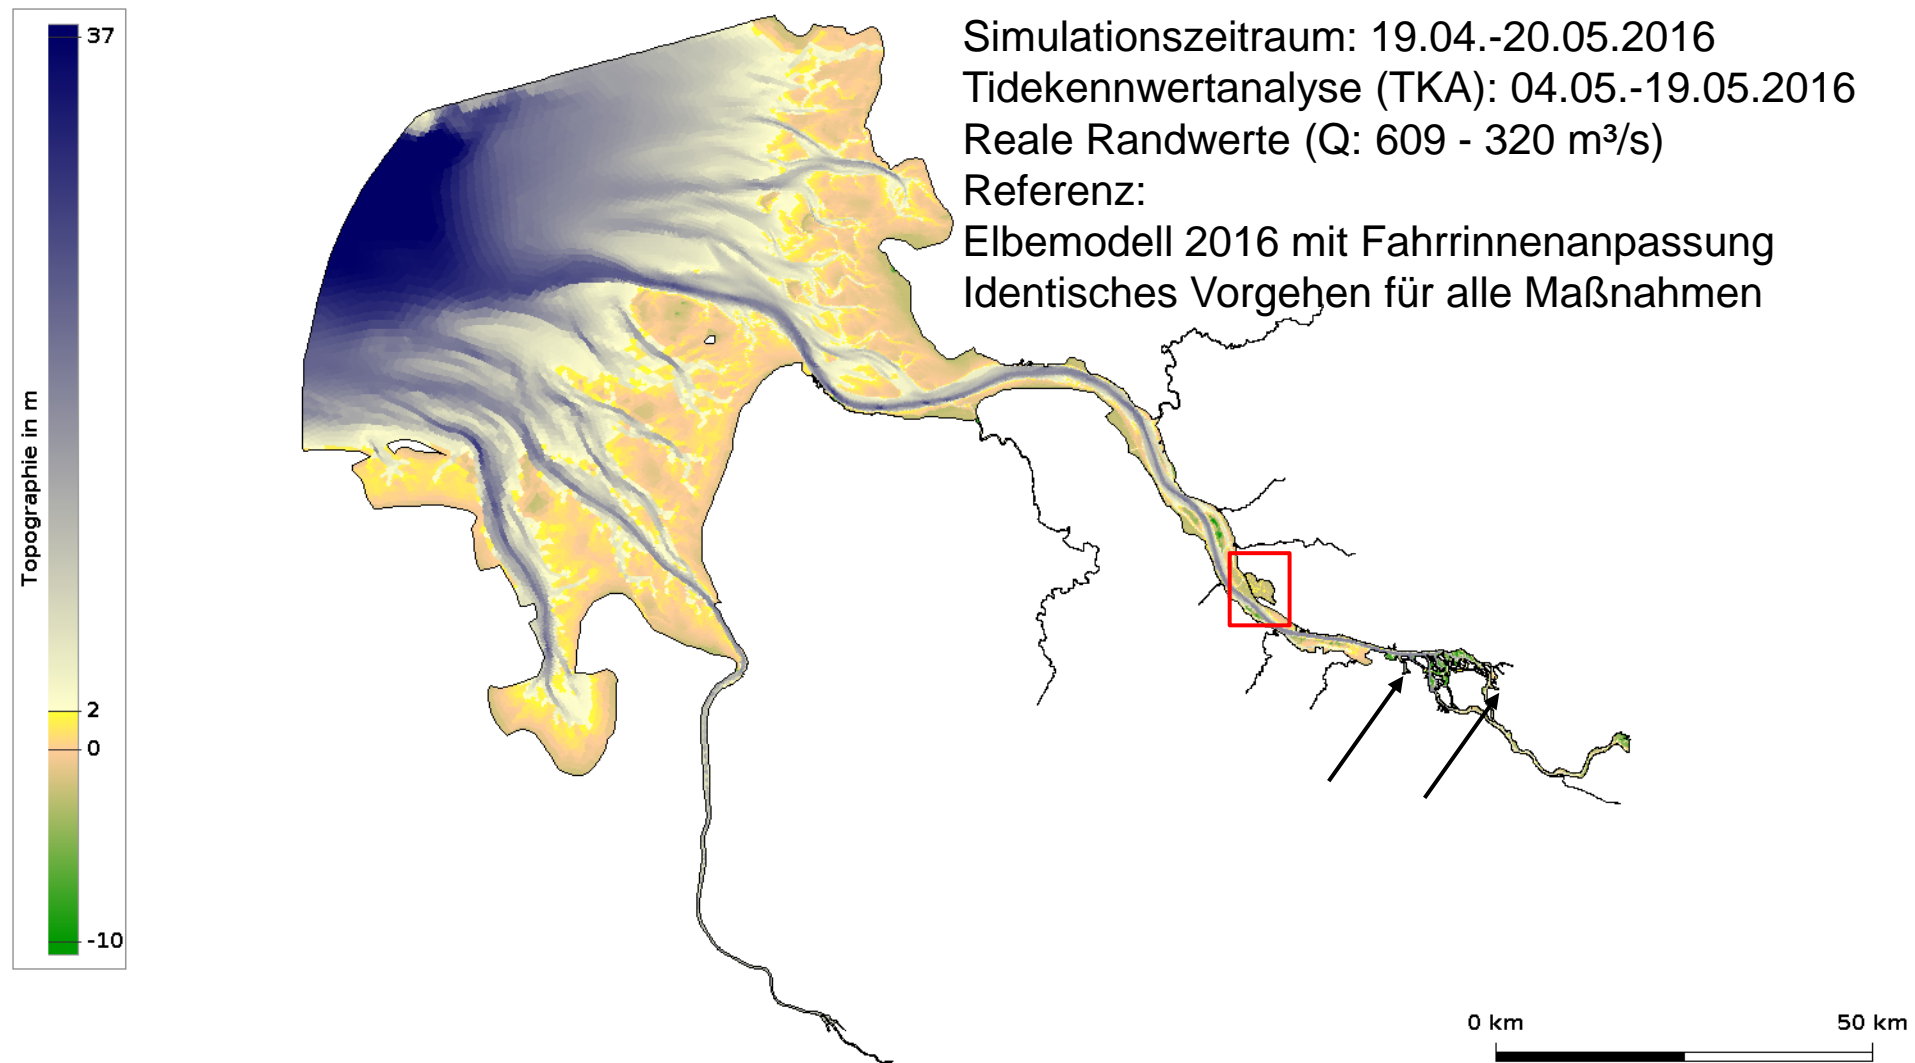 Simulationszeitraum: 19.04.-20.05.2016
Tidekennwertanalyse (TKA): 04.05.-19.05.2016
Reale Randwerte (Q: 609 - 320 m³/s)
Referenz:
Elbemodell 2016 mit Fahrrinnenanpassung
Identisches Vorgehen für alle Maßnahmen
37
2
0
-10
Topographie in m
0 km
50 km